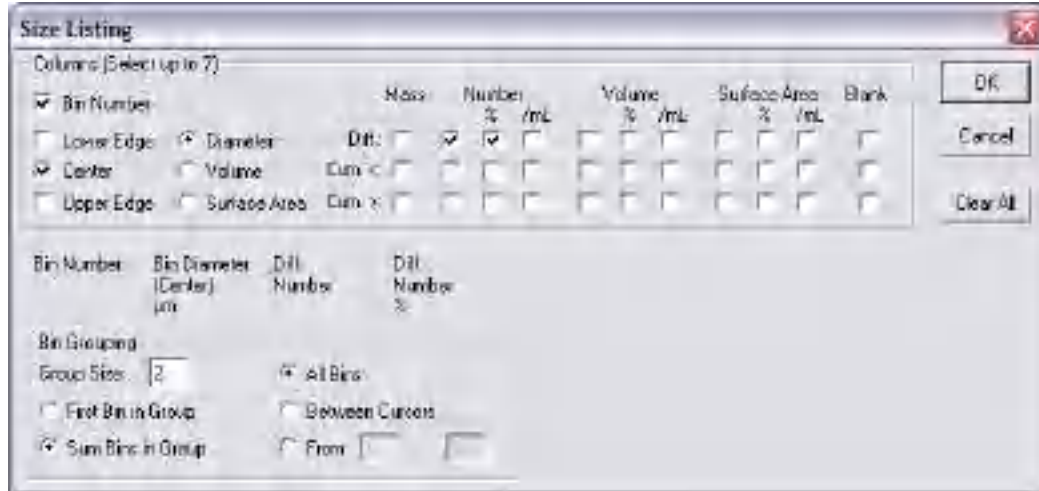 Size Listing
Columns (Select up to 7)
Mass Number Volume Surface Area Blank
Bin Number % /mL % /mL % /mL
Lower Edge Diameter Diff.:
Center Volume Cum. <
Upper Edge Surface Area Cum. >
OK
Cancel
Clear All
Bin Number Bin Diameter Diff. Diff.
(Center) Number Number
µm %
Bin Grouping
Group Size: 2 All Bins
First Bin in Group Between Cursors
Sum Bins in Group From